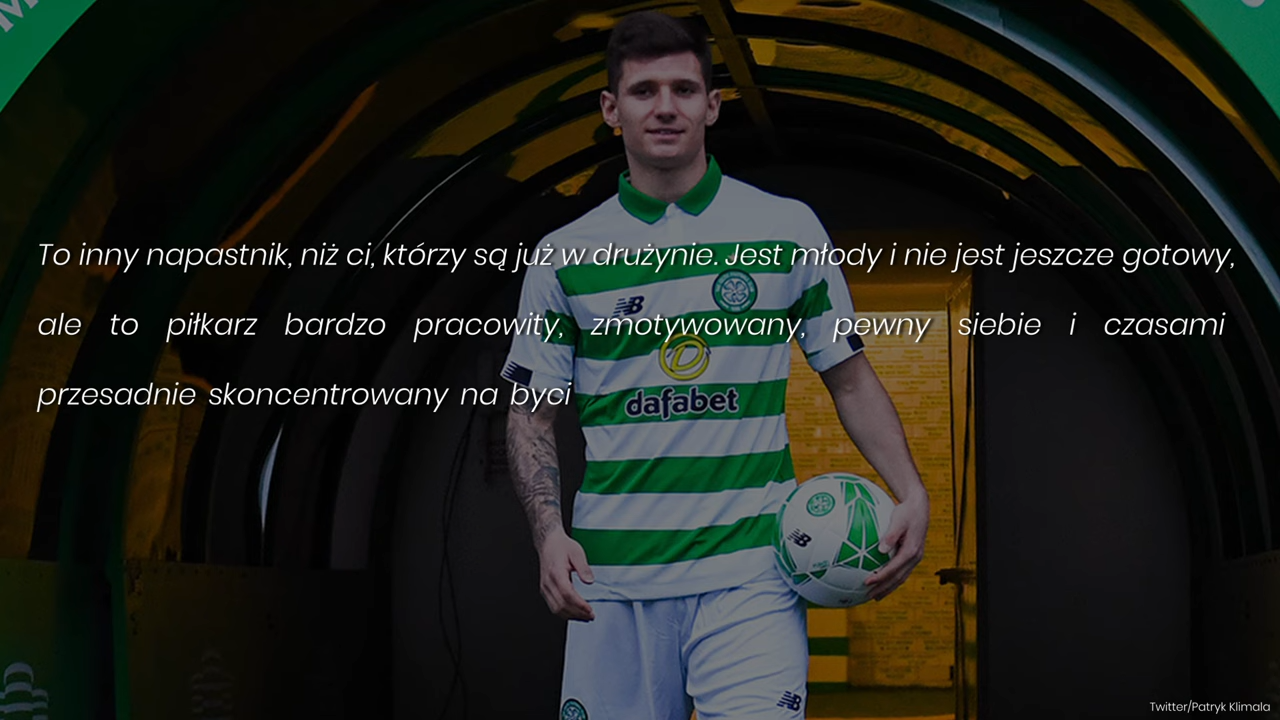 To inny napastnik, niż ci, którzy są już w drużynie. Jest młody i nie jest jeszcze gotowy,
ale to piłkarz bardzo pracowity, zmotywowany, pewny siebie i czasami
przesadnie skoncentrowany na byci
dafabet
Twitter/Patryk Klimala